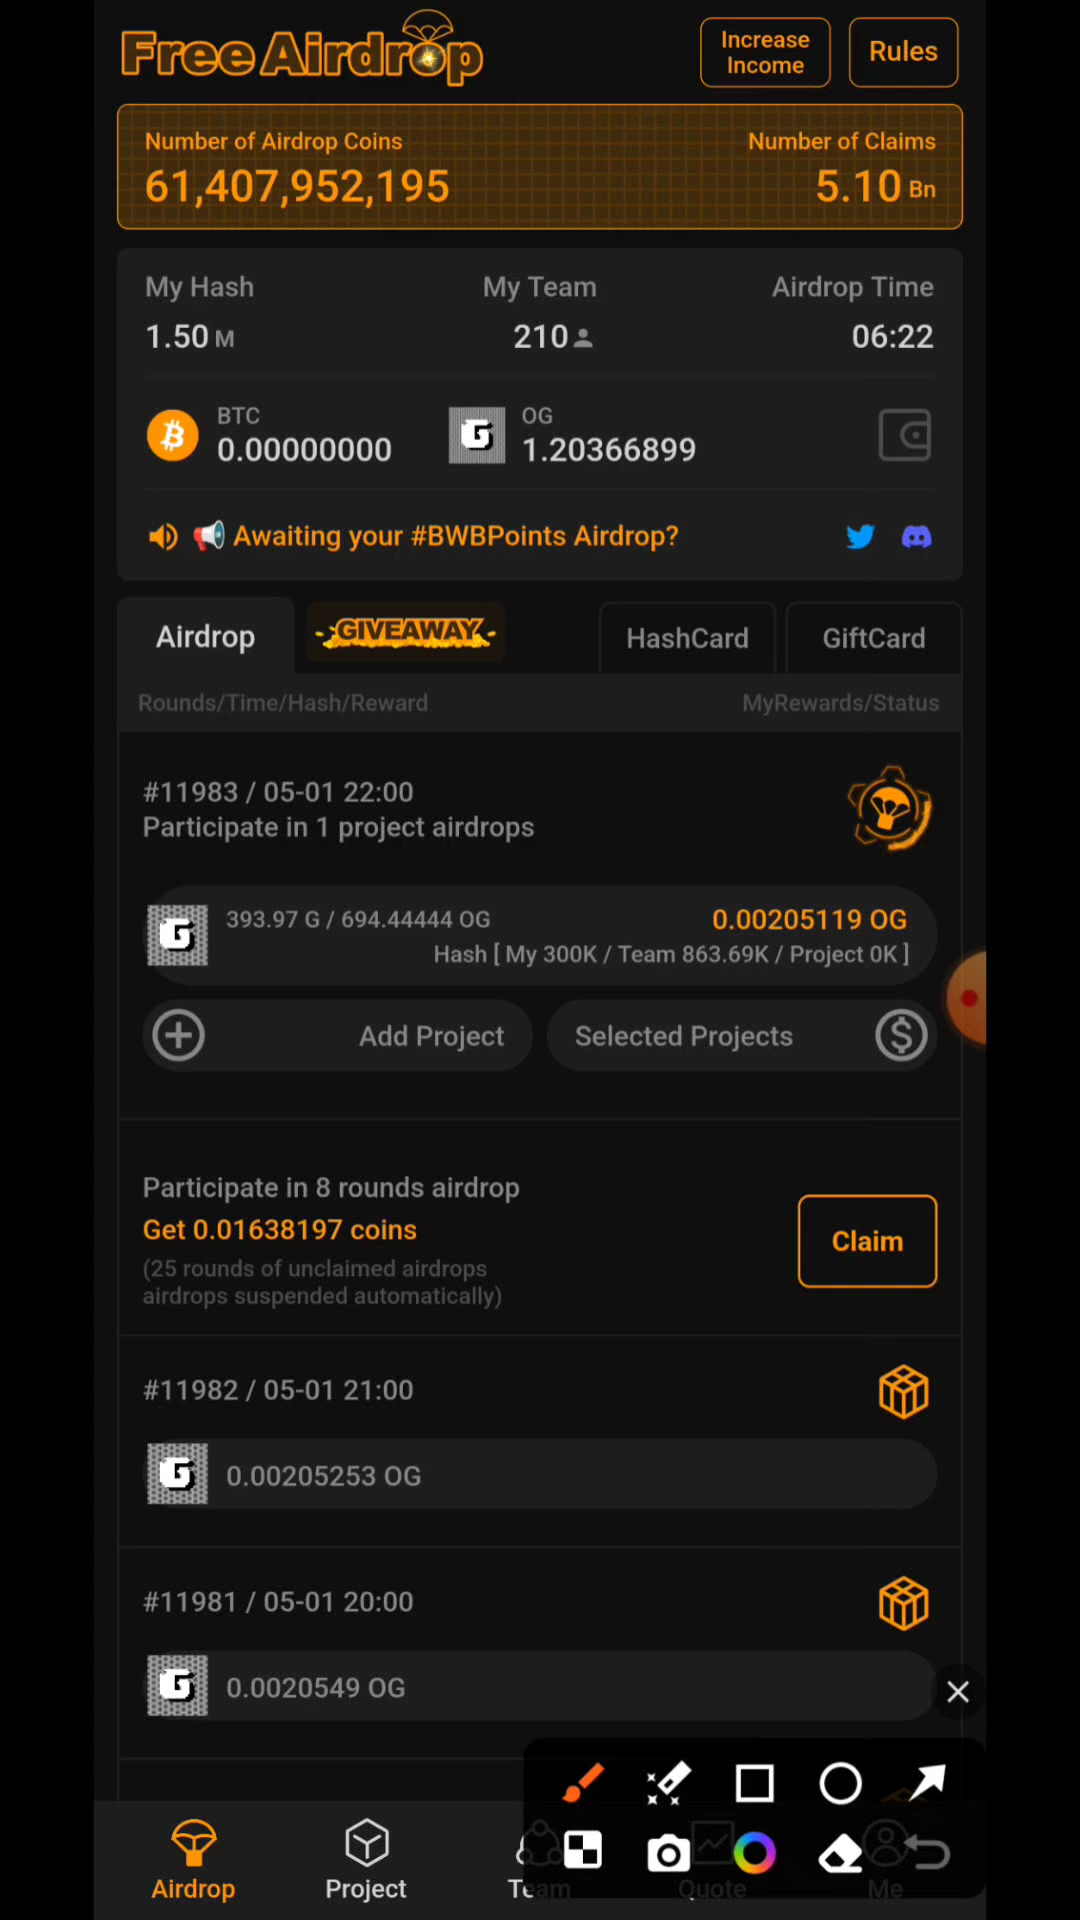 Free Airdrop
Increase
Income
Rules
Number of Airdrop Coins
Number of Claims
61,407,952,195
5.10 Bn
My Hash
My Team
Airdrop Time
1.50 M
210
06:22
BTC
0.00000000
OG
1.20366899
Awaiting your #BWBPoints Airdrop?
Airdrop
GIVEAWAY
HashCard
GiftCard
Rounds/Time/Hash/Reward
MyRewards/Status
#11983 / 05-01 22:00
Participate in 1 project airdrops
393.97 G / 694.44444 OG
0.00205119 OG
Hash [ My 300K / Team 863.69K / Project 0K ]
Add Project
Selected Projects
Participate in 8 rounds airdrop
Get 0.01638197 coins
(25 rounds of unclaimed airdrops
airdrops suspended automatically)
Claim
#11982 / 05-01 21:00
0.00205253 OG
#11981 / 05-01 20:00
0.0020549 OG
Airdrop
Project
Team
Quote
Me